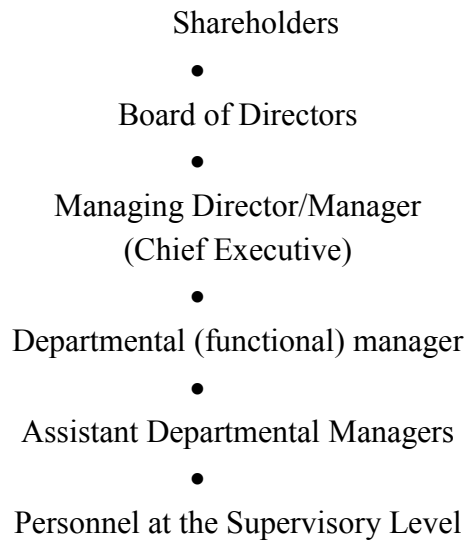 Shareholders
•
Board of Directors
•
Managing Director/Manager
(Chief Executive)
•
Departmental (functional) manager
•
Assistant Departmental Managers
•
Personnel at the Supervisory Level